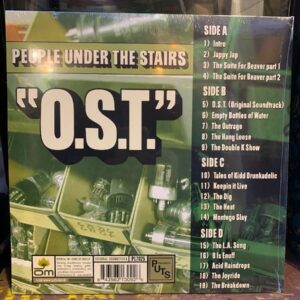 PEOPLE UNDER THE STAIRS
"O.S.T."
SIDE A
1) Intro
2) Jappy Jap
3) The Suite For Beaver part 1
4) The Suite For Beaver part 2
SIDE B
5) O.S.T. (Original Soundtrack)
6) Empty Bottles of Water
7) The Outrage
8) The Hang Loose
9) The Double K Show
SIDE C
10) Tales of Kidd Drunkadelic
11) Keepin it Live
12) The Dig
13) The Heat
14) Montego Slay
SIDE D
15) The L.A. Song
16) 8 Is Enuff
17) Acid Raindrops
18) The Joyride
19) The Breakdown
Om
P.U.T.S